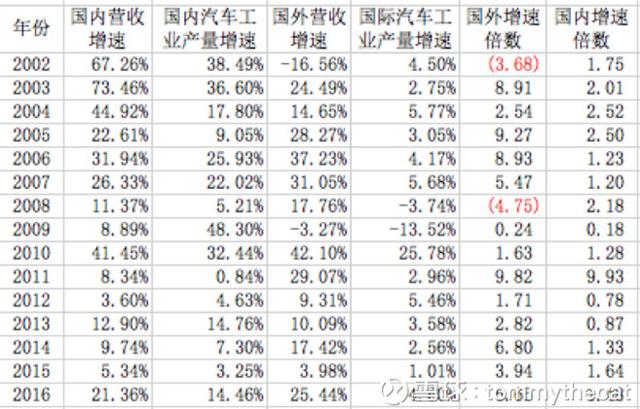 年份 国内营收增速 国内汽车工业产量增速 国外营收增速 国际汽车工业产量增速 国外增速倍数 国内增速倍数
2002 67.26% 38.49% -16.56% 4.50% (3.68) 1.75
2003 73.46% 36.60% 24.49% 2.75% 8.91 2.01
2004 44.92% 17.80% 14.65% 5.77% 2.54 2.52
2005 22.61% 9.05% 28.27% 3.05% 9.27 2.50
2006 31.94% 25.93% 37.23% 4.17% 8.93 1.23
2007 26.33% 22.02% 31.05% 5.68% 5.47 1.20
2008 11.37% 5.21% 17.76% -3.74% (4.75) 2.18
2009 8.89% 48.30% -3.27% -13.52% 0.24 0.18
2010 41.45% 32.44% 42.10% 25.78% 1.63 1.28
2011 8.34% 0.84% 29.07% 2.96% 9.82 9.93
2012 3.60% 4.63% 9.31% 5.46% 1.71 0.78
2013 12.90% 14.76% 10.09% 3.58% 2.82 0.87
2014 9.74% 7.30% 17.42% 2.56% 6.80 1.33
2015 5.34% 3.25% 3.98% 1.01% 3.94 1.64
2016 21.36% 14.46% 25.44%
雪球: tommythecat